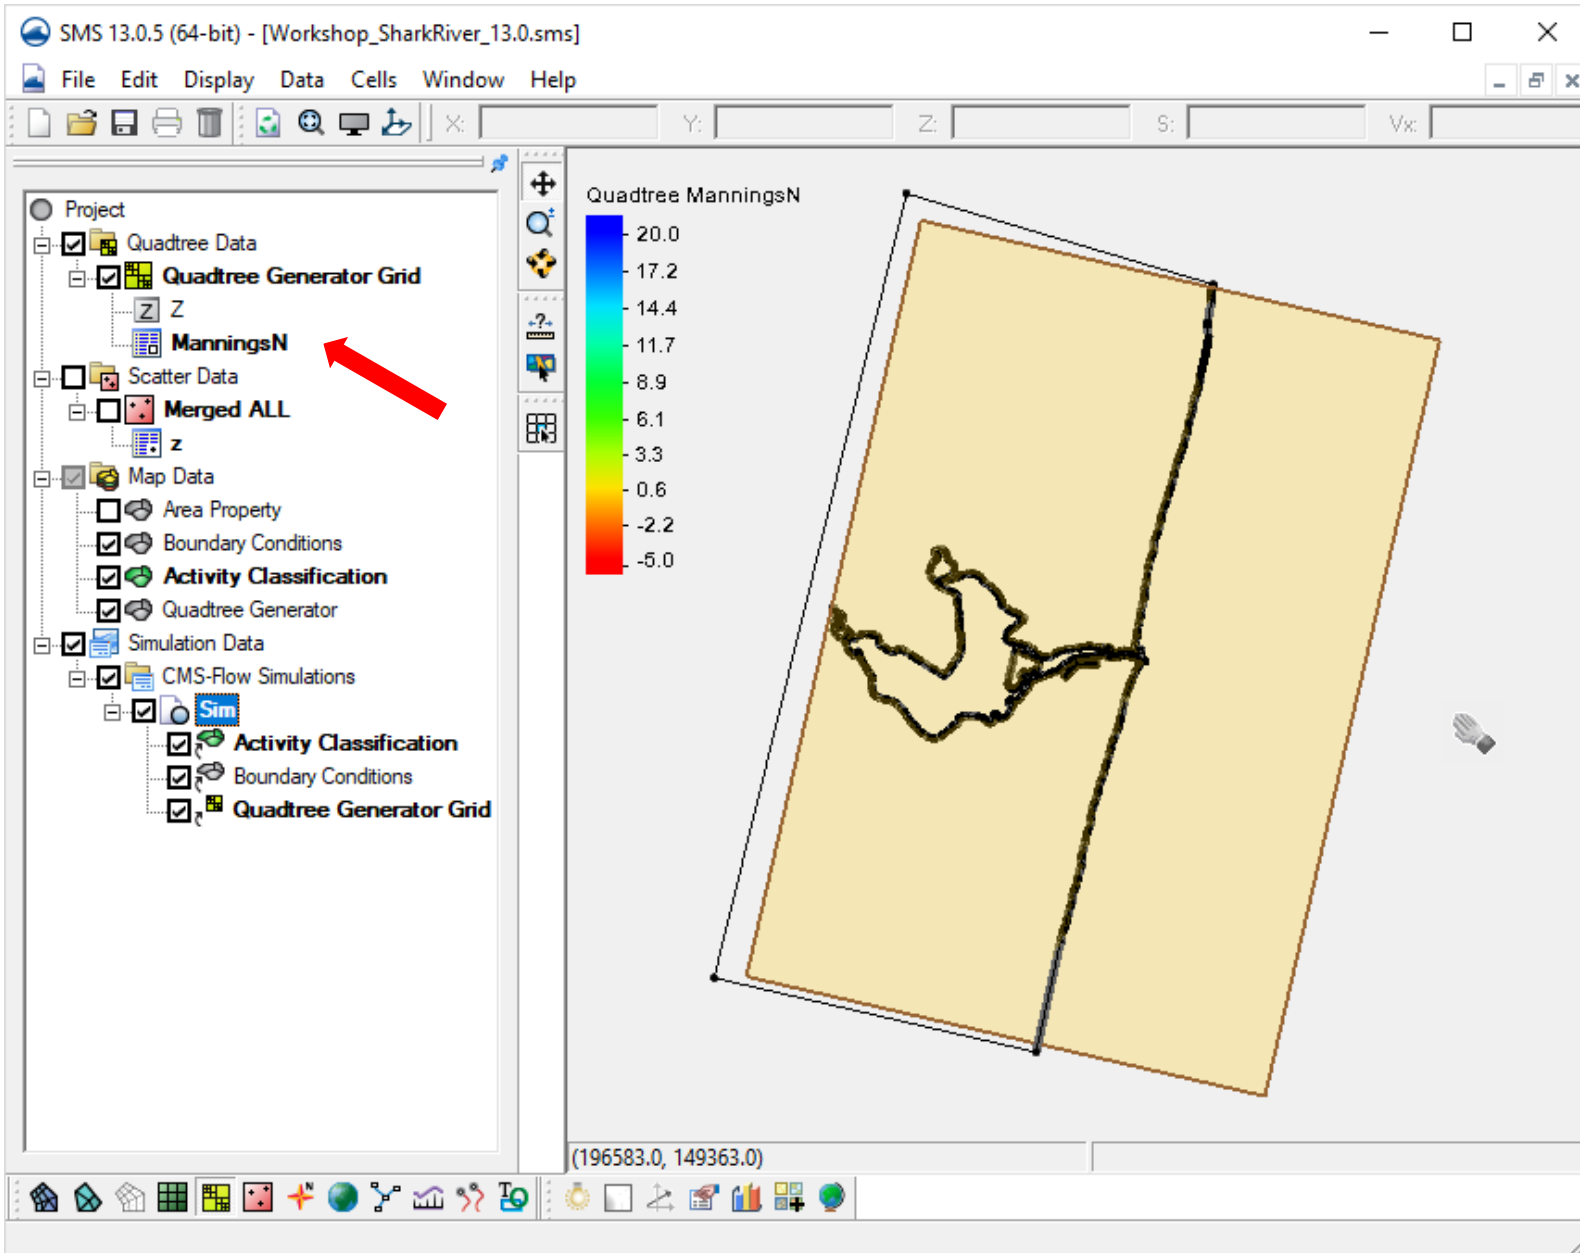 SMS 13.0.5 (64-bit) - [Workshop_SharkRiver_13.0.sms]
File Edit Display Data Cells Window Help
X: Y: Z: S: Vx:
Project
Quadtree Data
Quadtree Generator Grid
Z Z
ManningsN
Scatter Data
Merged ALL
z
Map Data
Area Property
Boundary Conditions
Activity Classification
Quadtree Generator
Simulation Data
CMS-Flow Simulations
Sim
Activity Classification
Boundary Conditions
Quadtree Generator Grid
Quadtree ManningsN
20.0
17.2
14.4
11.7
8.9
6.1
3.3
0.6
-2.2
-5.0
(196583.0, 149363.0)